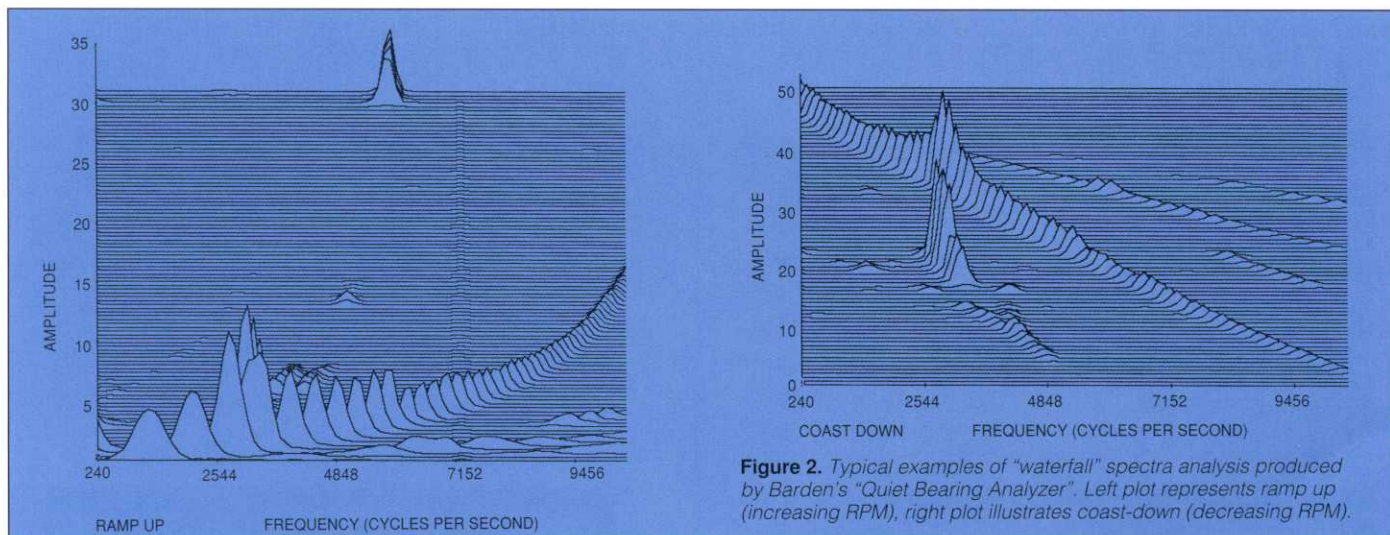 35
30
25
20
15
10
5
AMPLITUDE
240 2544 4848 7152 9456
RAMP UP FREQUENCY (CYCLES PER SECOND)
50
40
30
20
10
0
AMPLITUDE
240 2544 4848 7152 9456
COAST DOWN FREQUENCY (CYCLES PER SECOND)
Figure 2. Typical examples of “waterfall” spectra analysis produced
by Barden's “Quiet Bearing Analyzer”. Left plot represents ramp up
(increasing RPM), right plot illustrates coast-down (decreasing RPM).